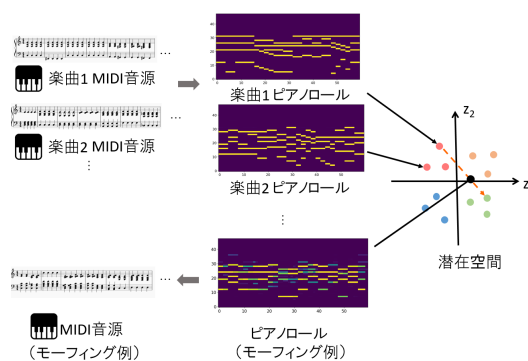 楽曲1 MIDI音源
…
楽曲1 ピアノロール
楽曲2 MIDI音源
…
⋮
楽曲2 ピアノロール
⋮
z₂
z
潜在空間
MIDI音源
（モーフィング例）
…
ピアノロール
（モーフィング例）